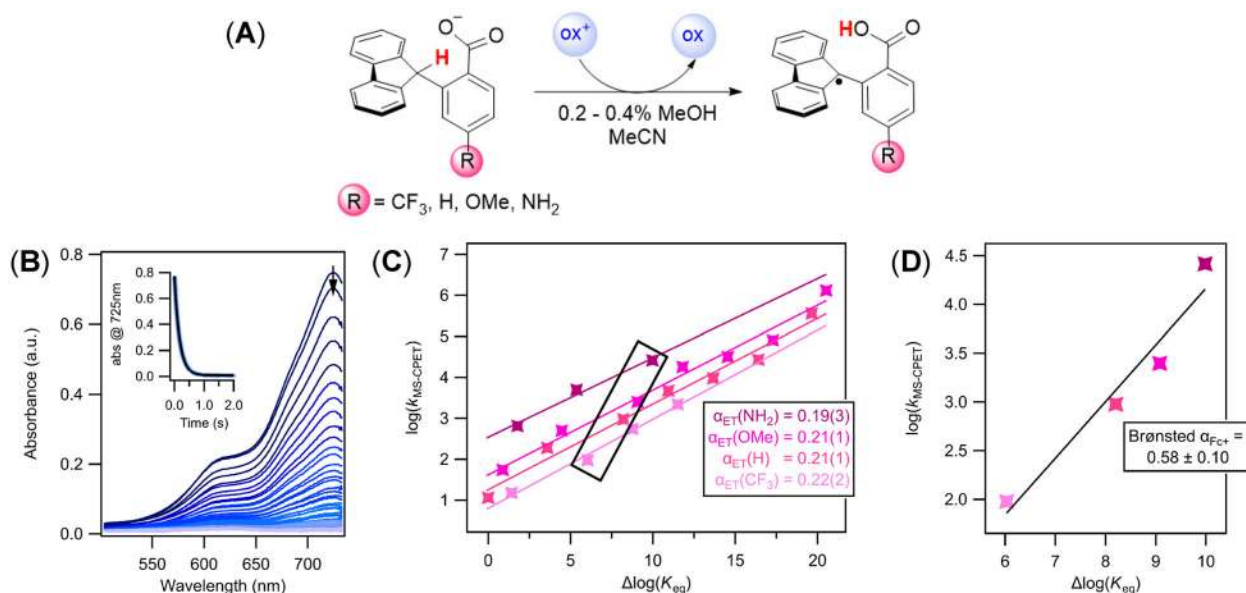 (A)
O⁻
O
H
ox⁺
ox
0.2 - 0.4% MeOH
MeCN
R
HO
O
R
R = CF₃, H, OMe, NH₂
(B)
Absorbance (a.u.)
0.8
0.6
0.4
0.2
0.0
550
600
650
700
Wavelength (nm)
abs @ 725nm
0.8
0.6
0.4
0.2
0.0
0.0
1.0
2.0
Time (s)
(C)
log(k_MS-CPET)
7
6
5
4
3
2
1
0
5
10
15
20
Δlog(K_eq)
α_ET(NH₂) = 0.19(3)
α_ET(OMe) = 0.21(1)
α_ET(H) = 0.21(1)
α_ET(CF₃) = 0.22(2)
(D)
log(k_MS-CPET)
4.5
4.0
3.5
3.0
2.5
2.0
6
7
8
9
10
Δlog(K_eq)
Brønsted α_Fc+ =
0.58 ± 0.10